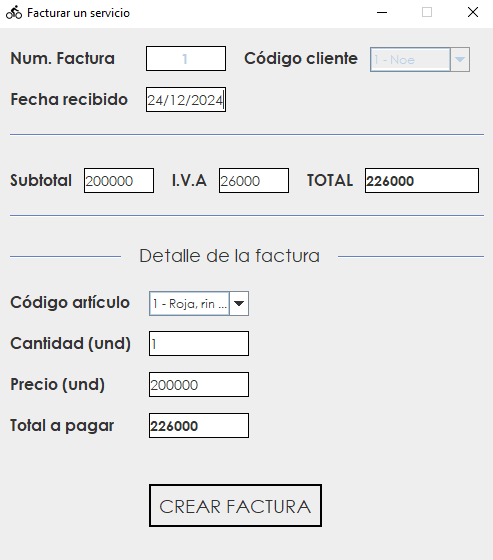 Facturar un servicio
Num. Factura 1 Código cliente 1 - Noe
Fecha recibido 24/12/2024
Subtotal 200000 I.V.A 26000 TOTAL 226000
Detalle de la factura
Código artículo 1 - Roja, rin ...
Cantidad (und) 1
Precio (und) 200000
Total a pagar 226000
CREAR FACTURA